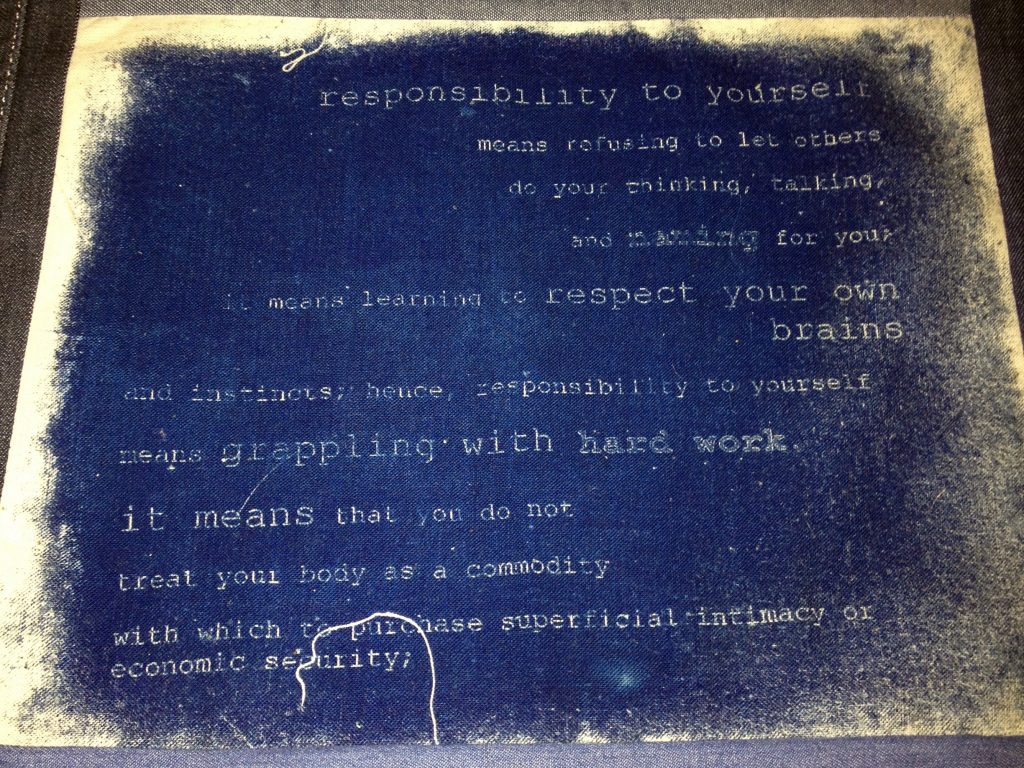 responsibility to yourself
means refusing to let others
do your thinking, talking,
and naming for you;
it means learning to respect your own
brains
and instincts; hence, responsibility to yourself
means grappling with hard work.
it means that you do not
treat your body as a commodity
with which to purchase superficial intimacy or
economic security;